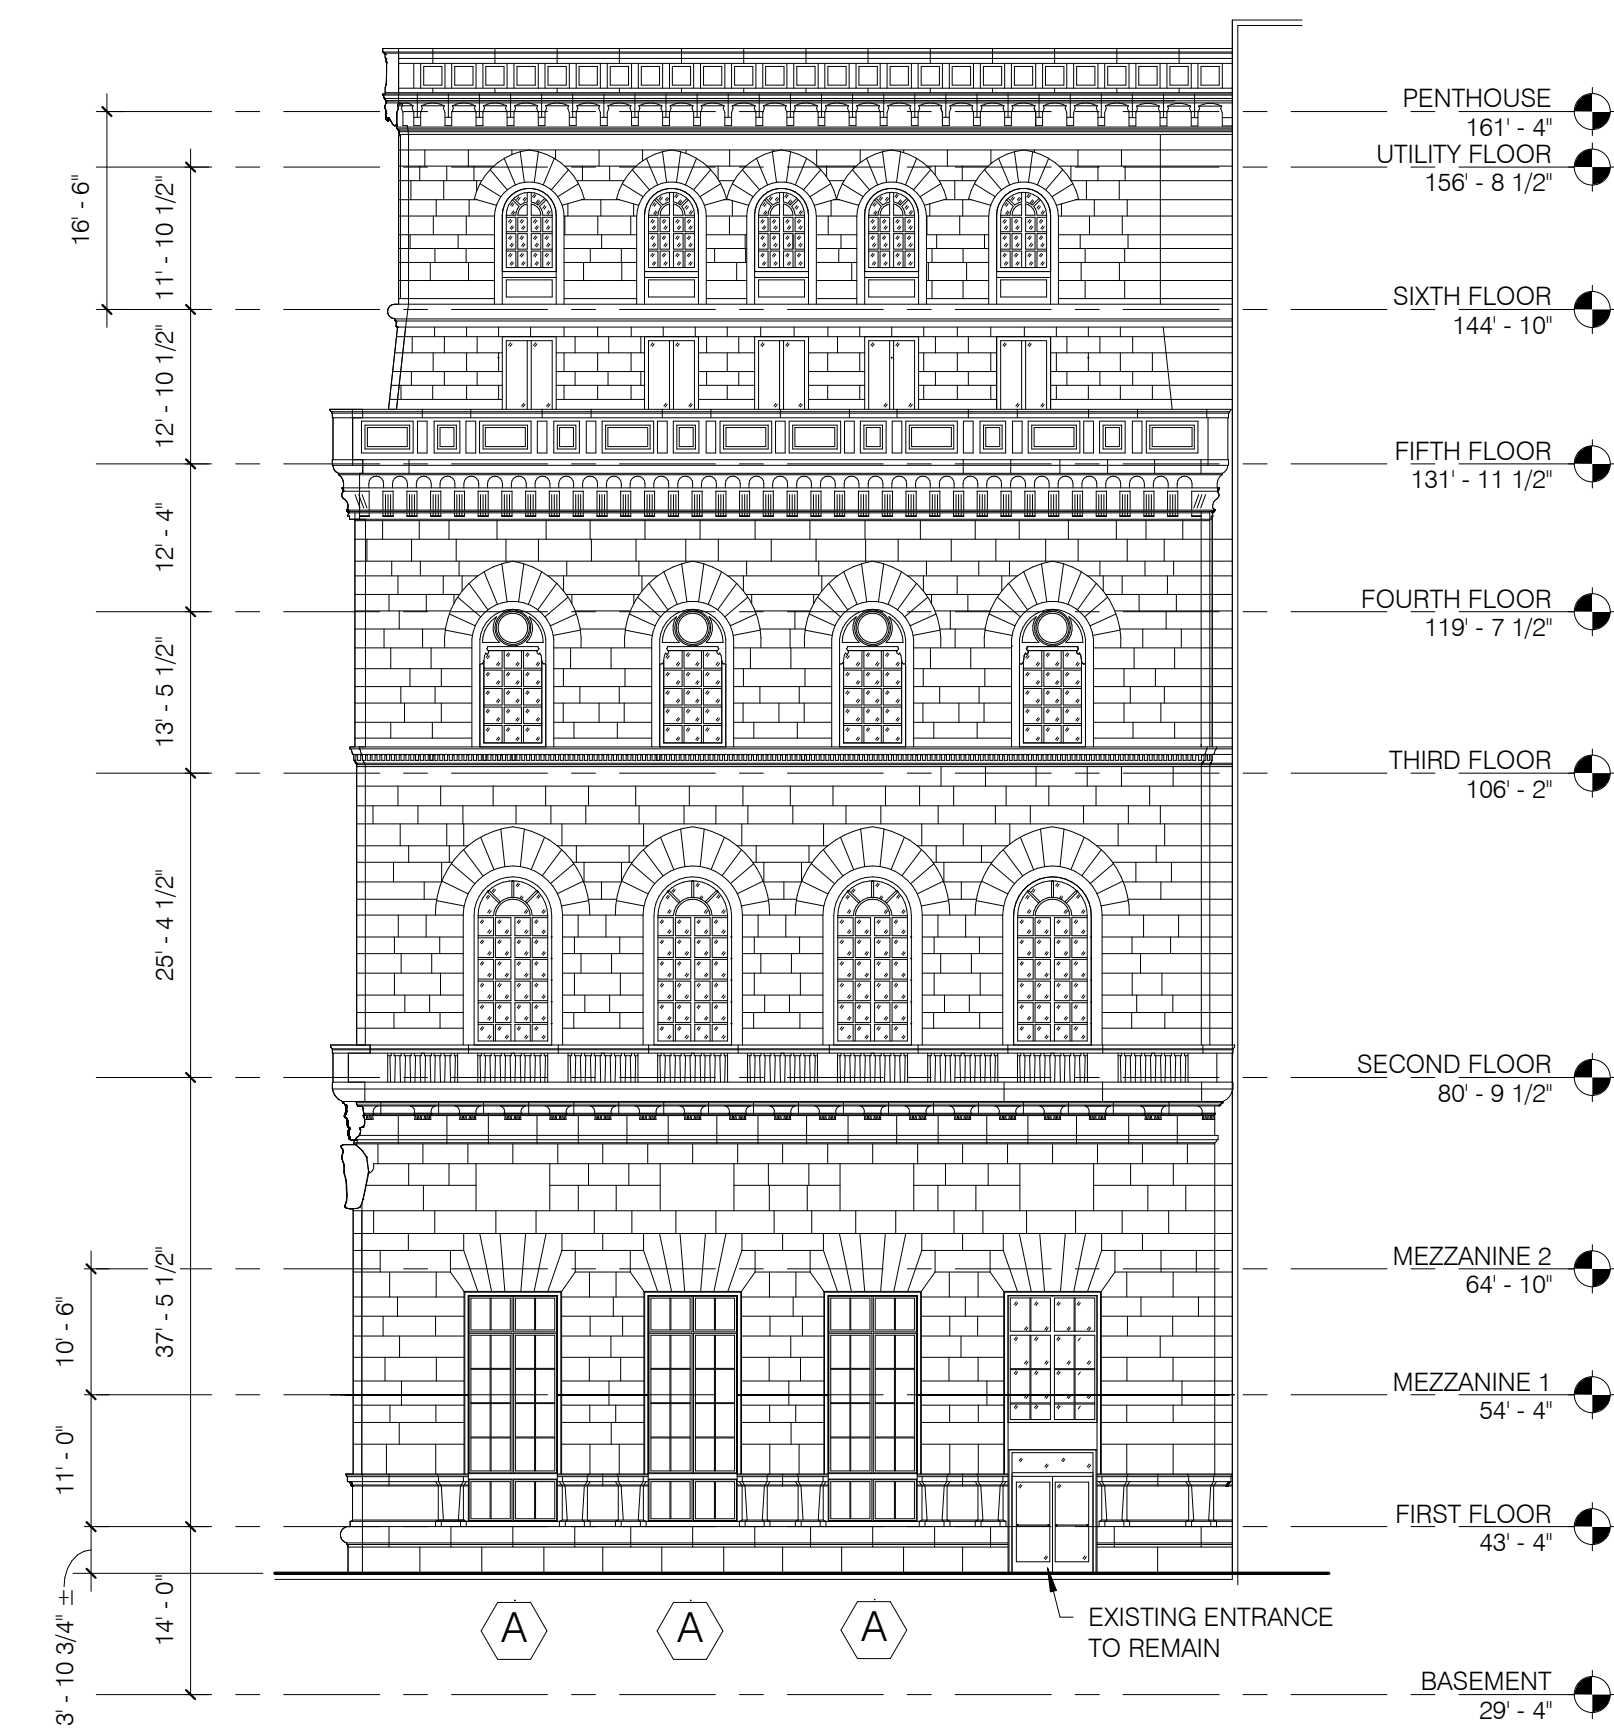 PENTHOUSE
161' - 4"
UTILITY FLOOR
156' - 8 1/2"
16' - 6"
11' - 10 1/2"
SIXTH FLOOR
144' - 10"
12' - 10 1/2"
FIFTH FLOOR
131' - 11 1/2"
12' - 4"
FOURTH FLOOR
119' - 7 1/2"
13' - 5 1/2"
THIRD FLOOR
106' - 2"
25' - 4 1/2"
SECOND FLOOR
80' - 9 1/2"
37' - 5 1/2"
MEZZANINE 2
64' - 10"
10' - 6"
MEZZANINE 1
54' - 4"
11' - 0"
FIRST FLOOR
43' - 4"
3' - 10 3/4" ±
14' - 0"
A
A
A
EXISTING ENTRANCE
TO REMAIN
BASEMENT
29' - 4"